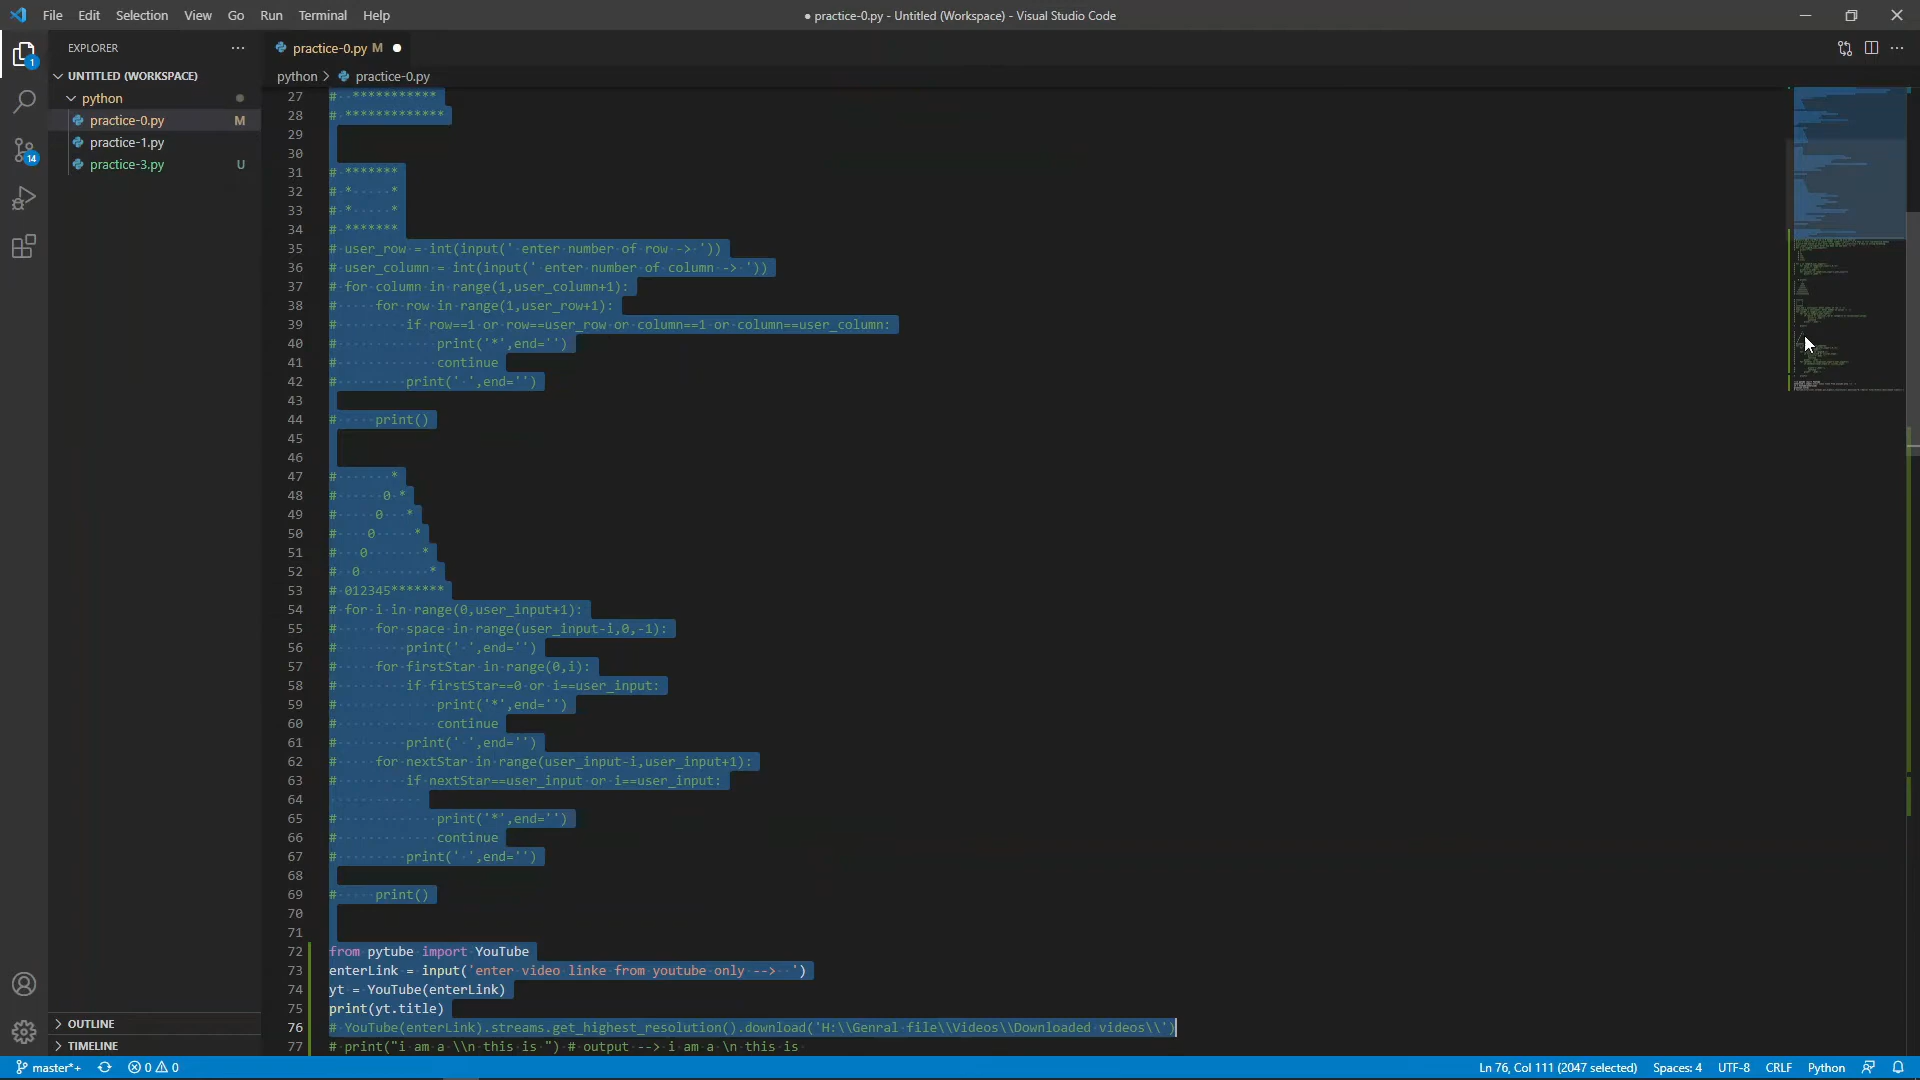 File Edit Selection View Go Run Terminal Help
● practice-0.py - Untitled (Workspace) - Visual Studio Code
EXPLORER
UNTITLED (WORKSPACE)
python
practice-0.py M
practice-1.py
practice-3.py U
OUTLINE
TIMELINE
1
14
practice-0.py M
python > practice-0.py
27 #  ***********
28 # *************
29
30
31 # *******
32 # *     *
33 # *     *
34 # *******
35 # user_row = int(input(' enter number of row -> '))
36 # user_column = int(input(' enter number of column -> '))
37 # for column in range(1,user_column+1):
38 #     for row in range(1,user_row+1):
39 #         if row==1 or row==user_row or column==1 or column==user_column:
40 #             print('*',end='')
41 #             continue
42 #         print(' ',end='')
43
44 #     print()
45
46
47 #       *
48 #      0 *
49 #     0   *
50 #    0     *
51 #   0       *
52 #  0         *
53 # 012345*******
54 # for i in range(0,user_input+1):
55 #     for space in range(user_input-i,0,-1):
56 #         print(' ',end='')
57 #     for firstStar in range(0,i):
58 #         if firstStar==0 or i==user_input:
59 #             print('*',end='')
60 #             continue
61 #         print(' ',end='')
62 #     for nextStar in range(user_input-i,user_input+1):
63 #         if nextStar==user_input or i==user_input:
64
65 #             print('*',end='')
66 #             continue
67 #         print(' ',end='')
68
69 #     print()
70
71
72 from pytube import YouTube
73 enterLink = input('enter video linke from youtube only -->  ')
74 yt = YouTube(enterLink)
75 print(yt.title)
76 # YouTube(enterLink).streams.get_highest_resolution().download('H:\\Genral file\\Videos\\Downloaded videos\\')
77 # print("i am a \\n this is ") # output --> i am a \n this is
master*+ 0 0 Ln 76, Col 111 (2047 selected) Spaces: 4 UTF-8 CRLF Python